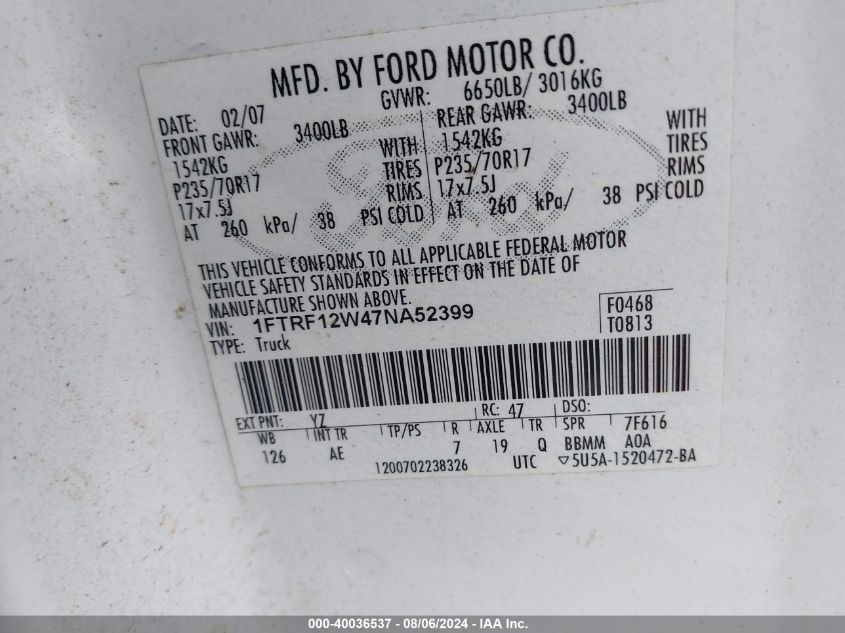 MFD. BY FORD MOTOR CO.
DATE: 02/07 GVWR: 6650LB/ 3016KG
FRONT GAWR: 3400LB REAR GAWR: 3400LB
1542KG WITH 1542KG WITH
P235/70R17 TIRES P235/70R17 TIRES
17x7.5J RIMS 17x7.5J RIMS
AT 260 kPa/ 38 PSI COLD AT 260 kPa/ 38 PSI COLD
THIS VEHICLE CONFORMS TO ALL APPLICABLE FEDERAL MOTOR
VEHICLE SAFETY STANDARDS IN EFFECT ON THE DATE OF
MANUFACTURE SHOWN ABOVE.
VIN: 1FTRF12W47NA52399 F0468
TYPE: Truck T0813
EXT PNT: YZ RC: 47 DSO:
WB INT TR TP/PS R AXLE TR SPR 7F616
126 AE 7 19 Q BBMM A0A
1200702238326 UTC ▽5U5A-1520472-BA
Ford
000-40036537 - 08/06/2024 - IAA Inc.